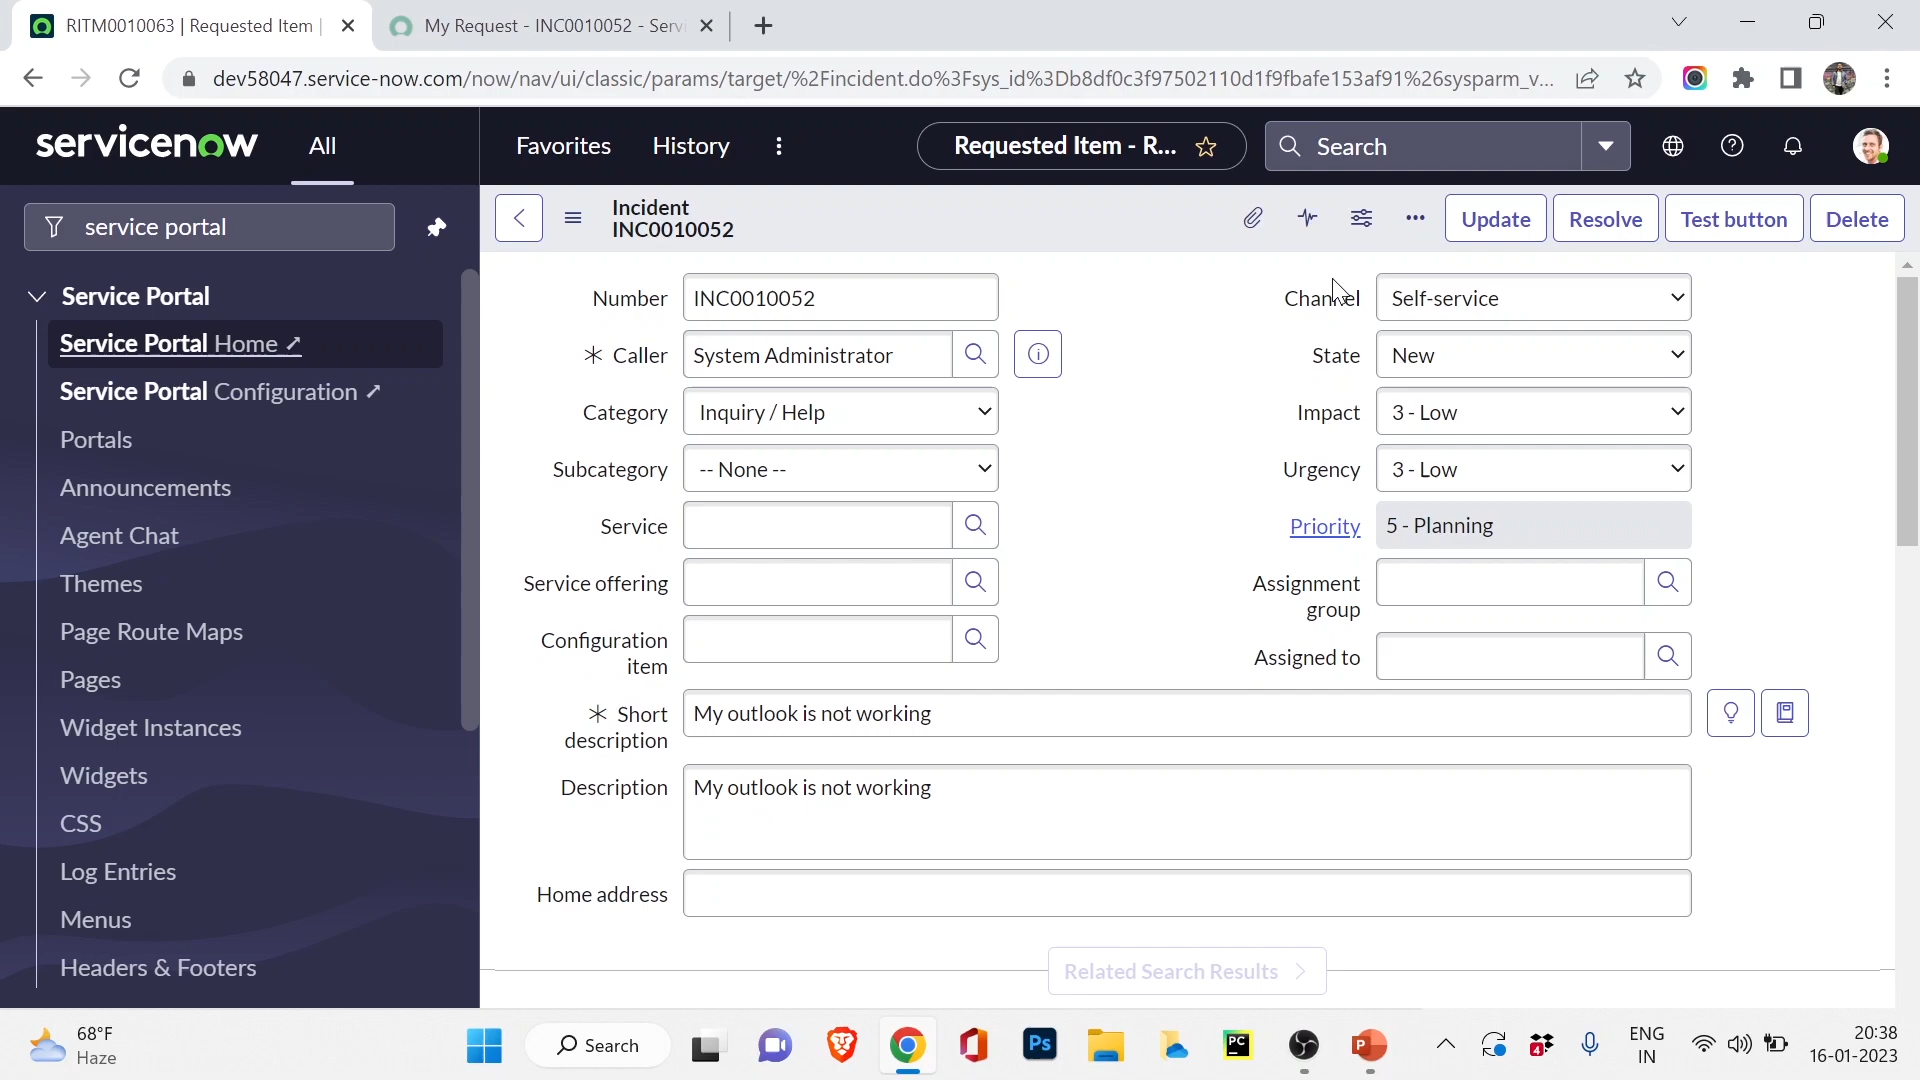 RITM0010063 | Requested Item |
My Request - INC0010052 - Serv
dev58047.service-now.com/now/nav/ui/classic/params/target/%2Fincident.do%3Fsys_id%3Db8df0c3f97502110d1f9fbafe153af91%26sysparm_v...
servicenow
All
Favorites
History
Requested Item - R...
Search
service portal
Incident
INC0010052
Update
Resolve
Test button
Delete
Service Portal
Service Portal Home
Service Portal Configuration
Portals
Announcements
Agent Chat
Themes
Page Route Maps
Pages
Widget Instances
Widgets
CSS
Log Entries
Menus
Headers & Footers
Number
INC0010052
Caller
System Administrator
Category
Inquiry / Help
Subcategory
-- None --
Service
Service offering
Configuration
item
Channel
Self-service
State
New
Impact
3 - Low
Urgency
3 - Low
Priority
5 - Planning
Assignment
group
Assigned to
Short
description
My outlook is not working
Description
My outlook is not working
Home address
Related Search Results
68°F
Haze
Search
Ps
PC
P
4
ENG
IN
20:38
16-01-2023